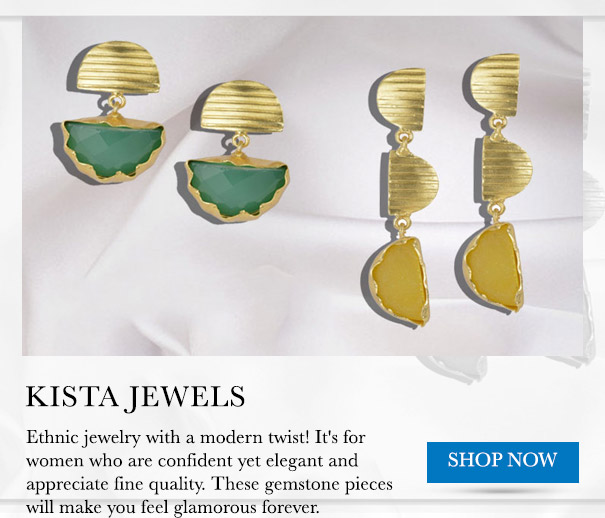 KISTA JEWELS
Ethnic jewelry with a modern twist! It's for
women who are confident yet elegant and
appreciate fine quality. These gemstone pieces
will make you feel glamorous forever.
SHOP NOW